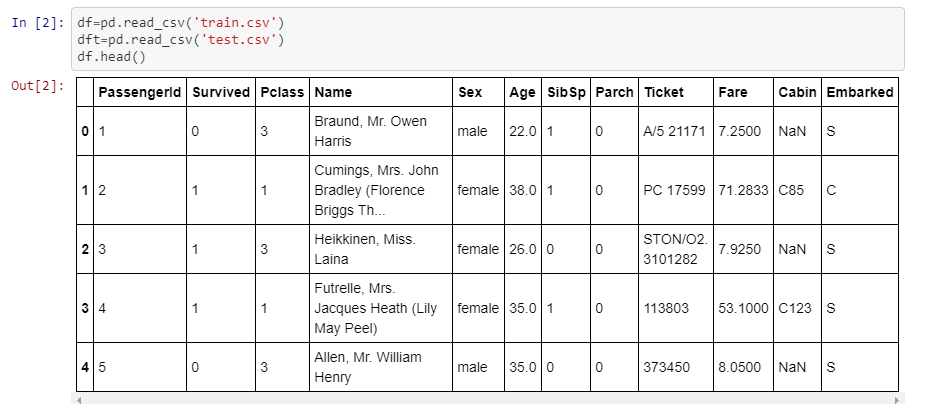 In [2]: df=pd.read_csv('train.csv')
dft=pd.read_csv('test.csv')
df.head()
Out[2]:
PassengerId Survived Pclass Name Sex Age SibSp Parch Ticket Fare Cabin Embarked
0 1 0 3 Braund, Mr. Owen Harris male 22.0 1 0 A/5 21171 7.2500 NaN S
1 2 1 1 Cumings, Mrs. John Bradley (Florence Briggs Th... female 38.0 1 0 PC 17599 71.2833 C85 C
2 3 1 3 Heikkinen, Miss. Laina female 26.0 0 0 STON/O2. 3101282 7.9250 NaN S
3 4 1 1 Futrelle, Mrs. Jacques Heath (Lily May Peel) female 35.0 1 0 113803 53.1000 C123 S
4 5 0 3 Allen, Mr. William Henry male 35.0 0 0 373450 8.0500 NaN S